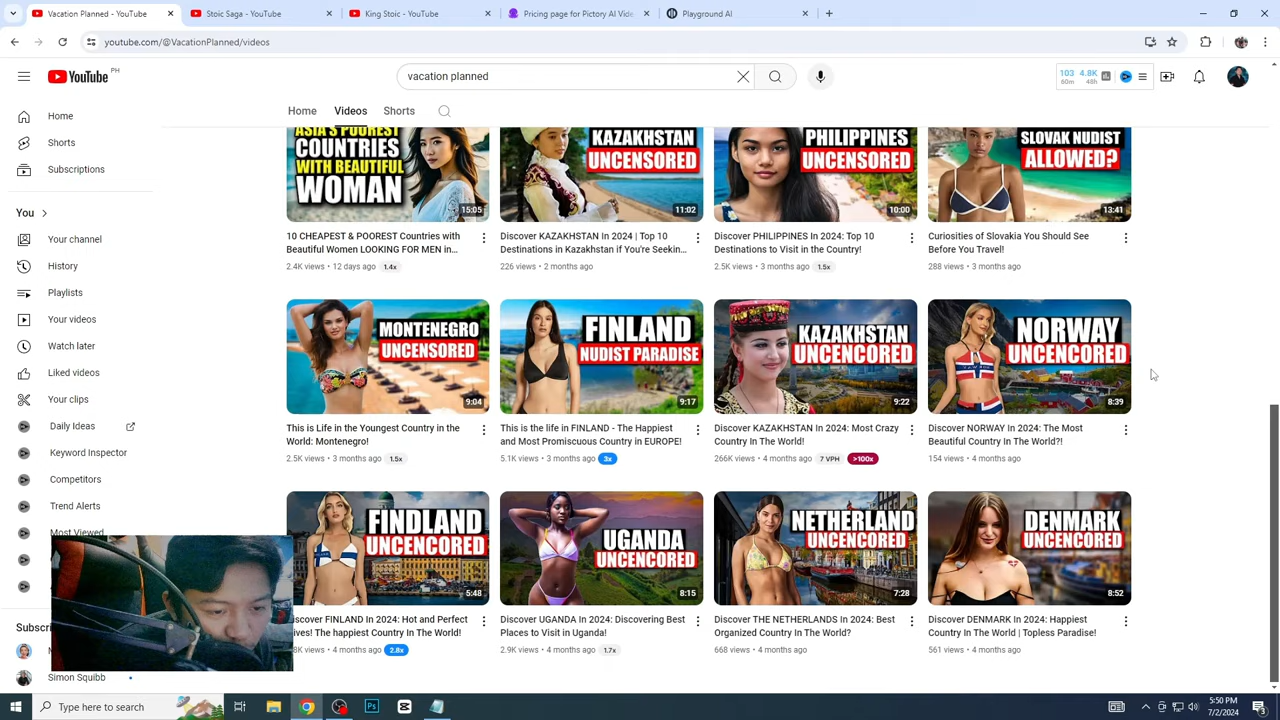 Vacation Planned - YouTube
Stoic Saga - YouTube
King Stoic - YouTube
Pricing page for Pictory AI Vide
Playground AI
youtube.com/@VacationPlanned/videos
YouTube PH
vacation planned
103 4.8K
60m 48h
Home
Videos
Shorts
Home
Shorts
Subscriptions
You
Your channel
History
Playlists
Your videos
Watch later
Liked videos
Your clips
Daily Ideas
Keyword Inspector
Competitors
Trend Alerts
Most Viewed
Simon Squibb
ASIA'S POOREST
COUNTRIES
WITH BEAUTIFUL
WOMAN
15:05
10 CHEAPEST & POOREST Countries with
Beautiful Women LOOKING FOR MEN in...
2.4K views • 12 days ago 1.4x
KAZAKHSTAN
UNCENSORED
11:02
Discover KAZAKHSTAN In 2024 | Top 10
Destinations in Kazakhstan if You're Seekin...
226 views • 2 months ago
PHILIPPINES
UNCENSORED
10:00
Discover PHILIPPINES In 2024: Top 10
Destinations to Visit in the Country!
2.5K views • 3 months ago 1.5x
SLOVAK NUDIST
ALLOWED?
13:41
Curiosities of Slovakia You Should See
Before You Travel!
288 views • 3 months ago
MONTENEGRO
UNCENSORED
9:04
This is Life in the Youngest Country in the
World: Montenegro!
2.5K views • 3 months ago 1.5x
FINLAND
NUDIST PARADISE
9:17
This is the life in FINLAND - The Happiest
and Most Promiscuous Country in EUROPE!
5.1K views • 3 months ago 3x
KAZAKHSTAN
UNCENCORED
9:22
Discover KAZAKHSTAN In 2024: Most Crazy
Country In The World!
266K views • 4 months ago 7 VPH >100x
NORWAY
UNCENCORED
8:39
Discover NORWAY In 2024: The Most
Beautiful Country In The World?!
154 views • 4 months ago
FINDLAND
UNCENCORED
5:48
iscover FINLAND In 2024: Hot and Perfect
ives! The happiest Country In The World!
8K views • 4 months ago 2.8x
UGANDA
UNCENCORED
8:15
Discover UGANDA In 2024: Discovering Best
Places to Visit in Uganda!
2.9K views • 4 months ago 1.7x
NETHERLAND
UNCENCORED
7:28
Discover THE NETHERLANDS In 2024: Best
Organized Country In The World?
668 views • 4 months ago
DENMARK
UNCENCORED
8:52
Discover DENMARK In 2024: Happiest
Country In The World | Topless Paradise!
561 views • 4 months ago
Type here to search
Ps
5:50 PM
7/2/2024
3